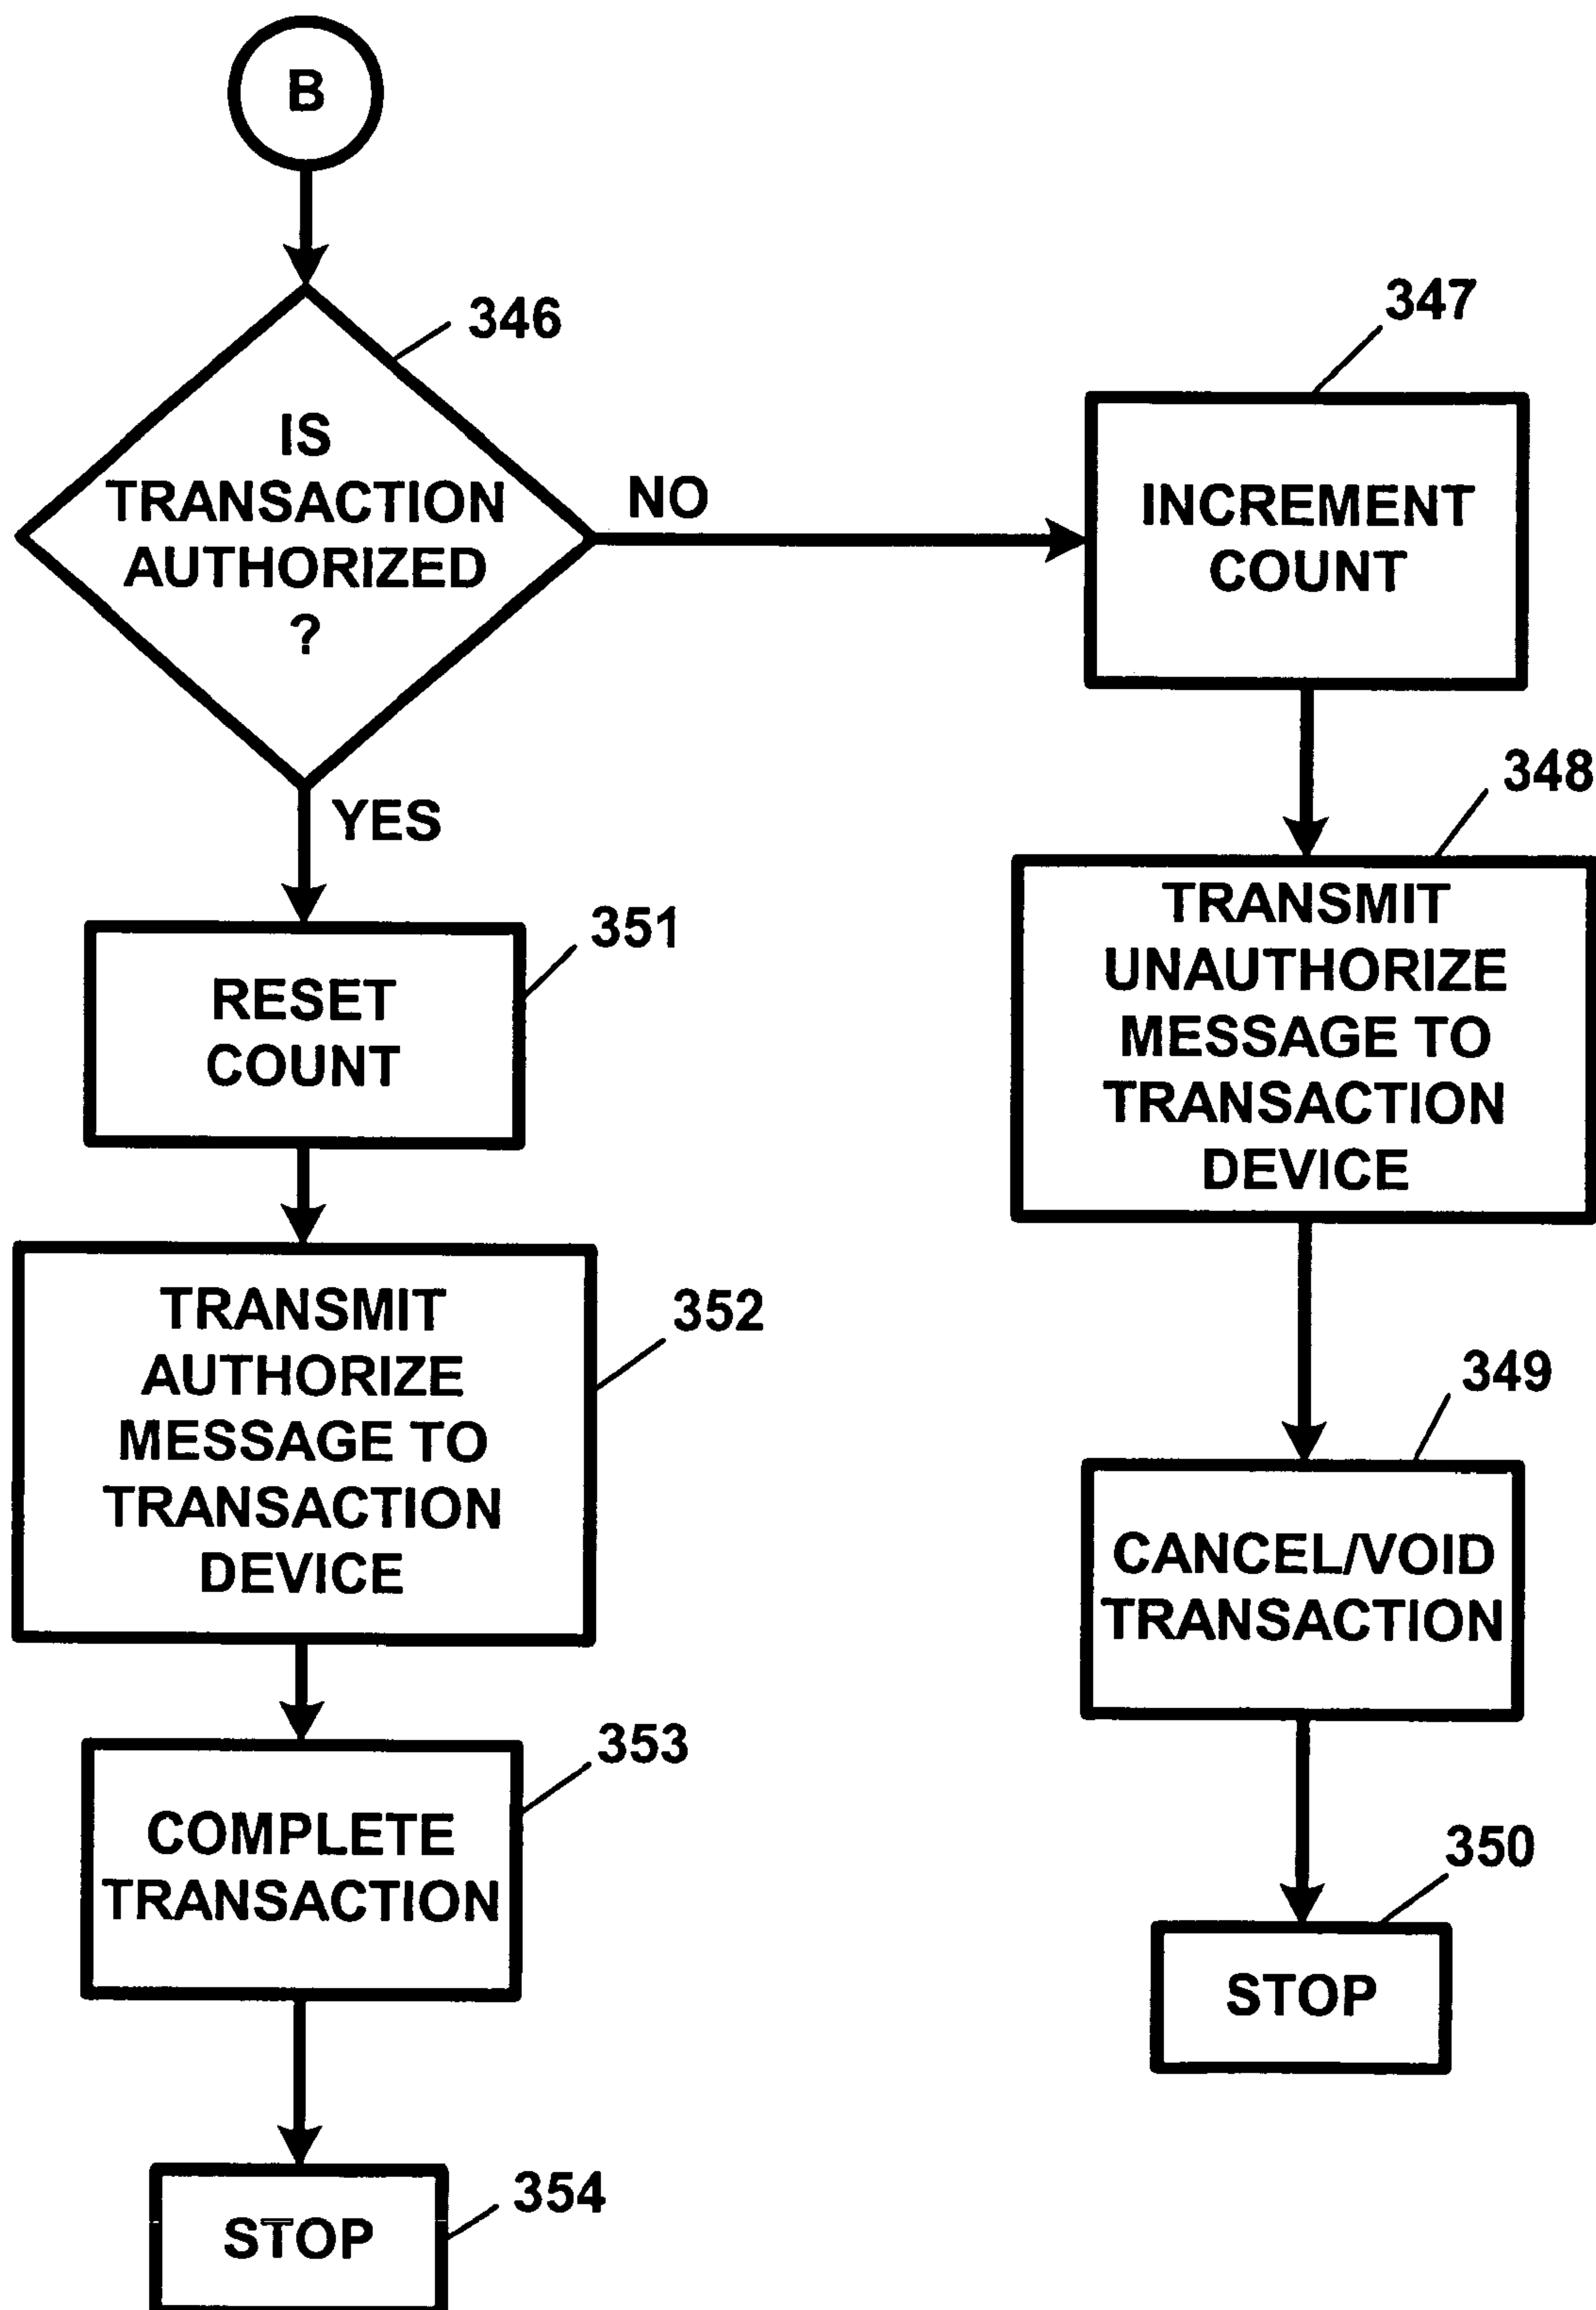 B
346
IS
TRANSACTION
AUTHORIZED
?
NO
YES
347
INCREMENT
COUNT
348
TRANSMIT
UNAUTHORIZE
MESSAGE TO
TRANSACTION
DEVICE
349
CANCEL/VOID
TRANSACTION
350
STOP
351
RESET
COUNT
352
TRANSMIT
AUTHORIZE
MESSAGE TO
TRANSACTION
DEVICE
353
COMPLETE
TRANSACTION
354
STOP